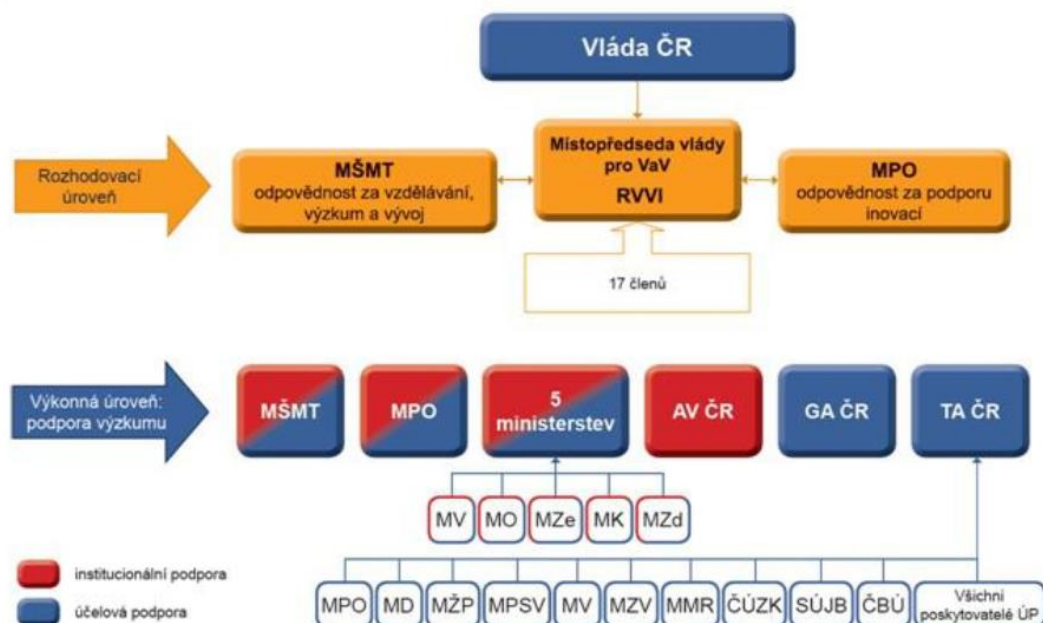 Vláda ČR
Rozhodovací
úroveň
MŠMT
odpovědnost za vzdělávání,
výzkum a vývoj
Místopředseda vlády
pro VaV
RVVI
MPO
odpovědnost za podporu
inovací
17 členů
Výkonná úroveň:
podpora výzkumu
MŠMT
MPO
5
ministerstev
AV ČR
GA ČR
TA ČR
MV
MO
MZe
MK
MZd
institucionální podpora
účelová podpora
MPO
MD
MŽP
MPSV
MV
MZV
MMR
ČÚZK
SÚJB
ČBÚ
Všichni
poskytovatelé ÚP